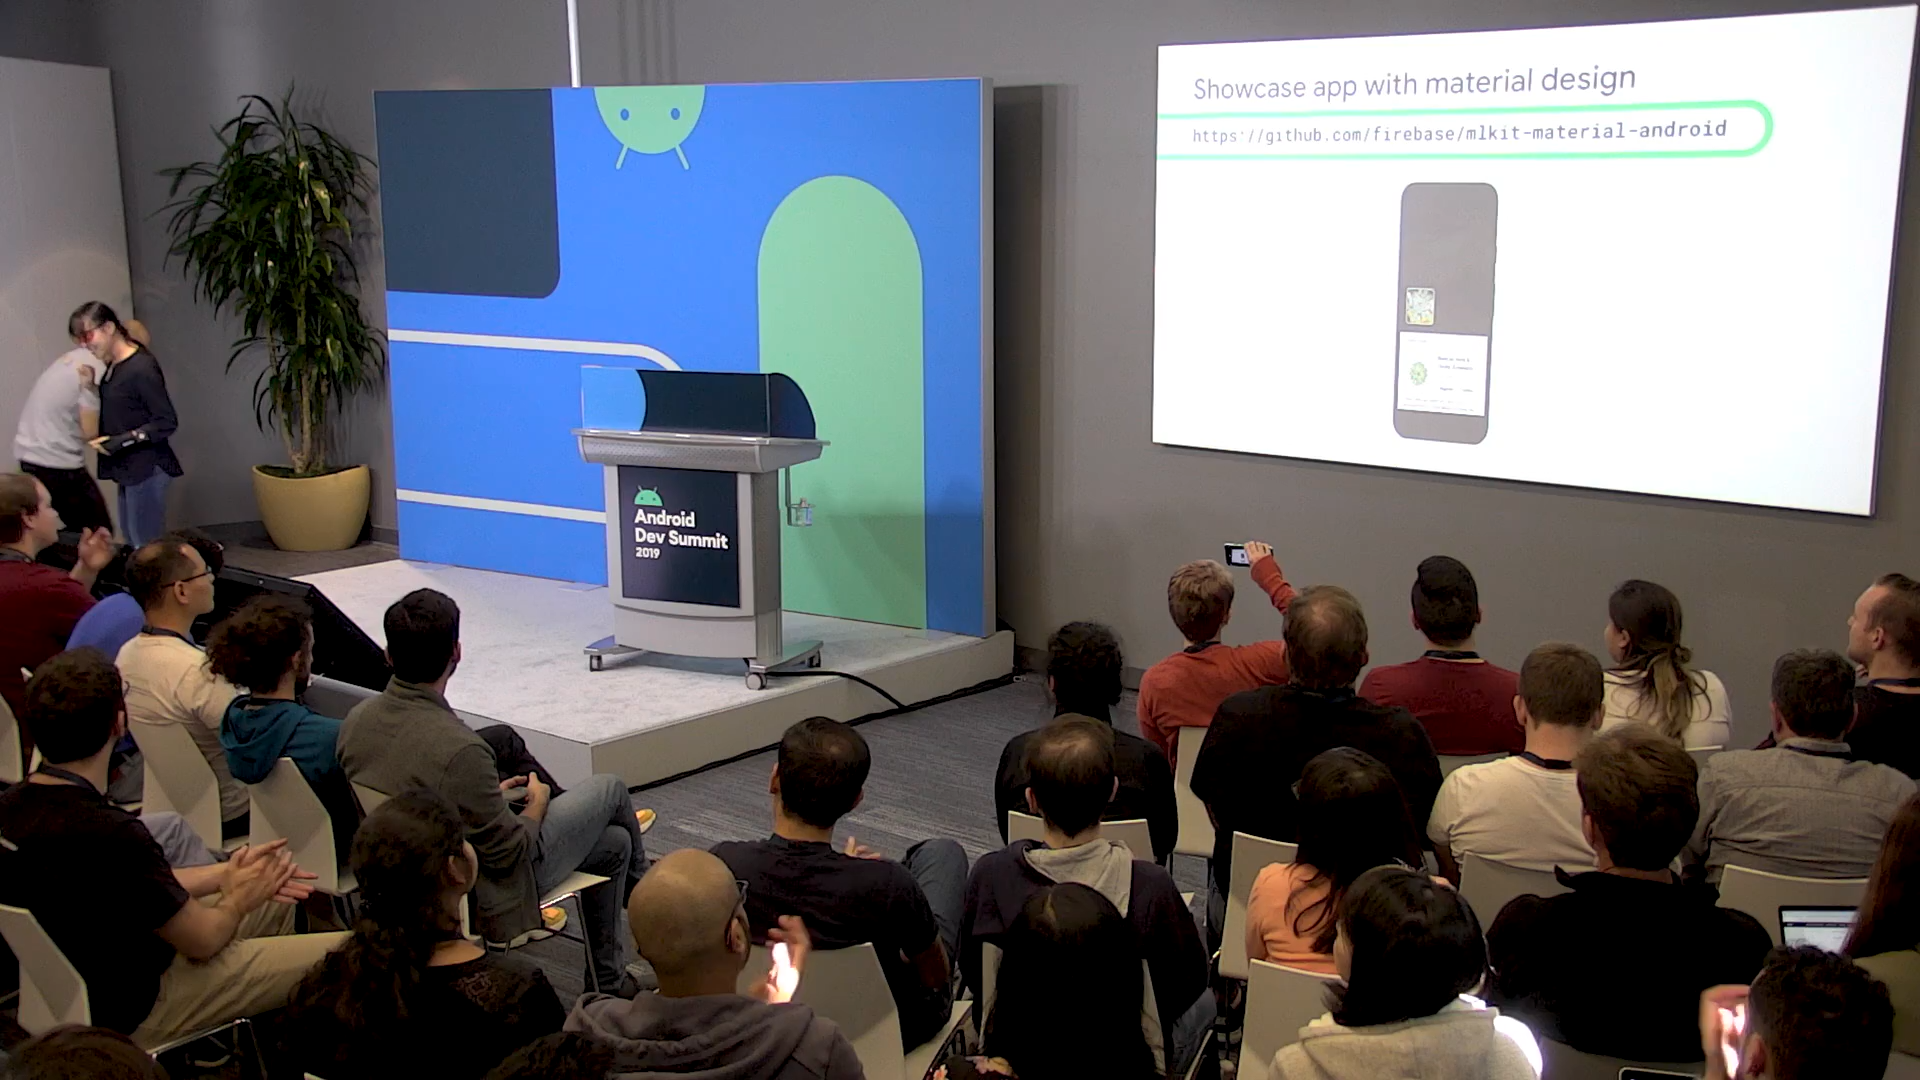 Showcase app with material design
https://github.com/firebase/mlkit-material-android
Android
Dev Summit
2019